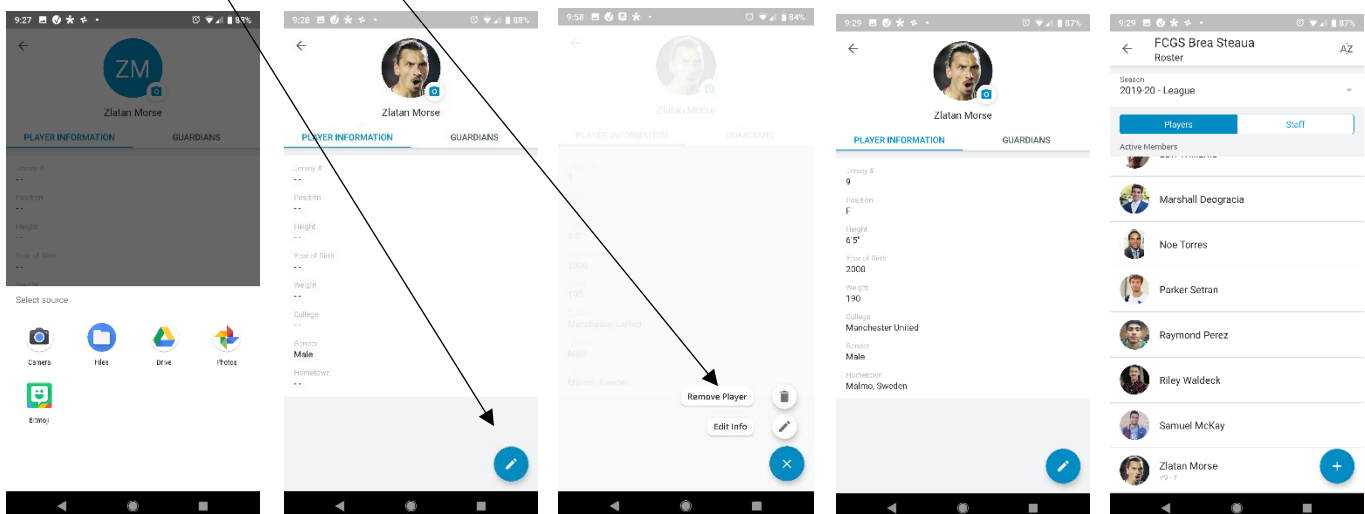 9:27
88%
ZM
Zlatan Morse
PLAYER INFORMATION GUARDIANS
Jersey #
--
Position
--
Height
--
Year of Birth
--
Weight
Select source
Camera Files Drive Photos
Bitmoji
9:28
88%
Zlatan Morse
PLAYER INFORMATION GUARDIANS
Jersey #
--
Position
--
Height
--
Year of Birth
--
Weight
--
College
--
Gender
Male
Hometown
--
9:58
84%
Zlatan Morse
PLAYER INFORMATION GUARDIANS
6'5"
2000
190
Manchester United
Male
Malmo, Sweden
Remove Player
Edit Info
9:29
87%
Zlatan Morse
PLAYER INFORMATION GUARDIANS
Jersey #
9
Position
F
Height
6'5"
Year of Birth
2000
Weight
190
College
Manchester United
Gender
Male
Hometown
Malmo, Sweden
9:29
87%
FCGS Brea Steaua
Roster
AZ
Season
2019-20 - League
Players Staff
Active Members
Marshall Deogracia
Noe Torres
Parker Setran
Raymond Perez
Riley Waldeck
Samuel McKay
Zlatan Morse
#9 - F